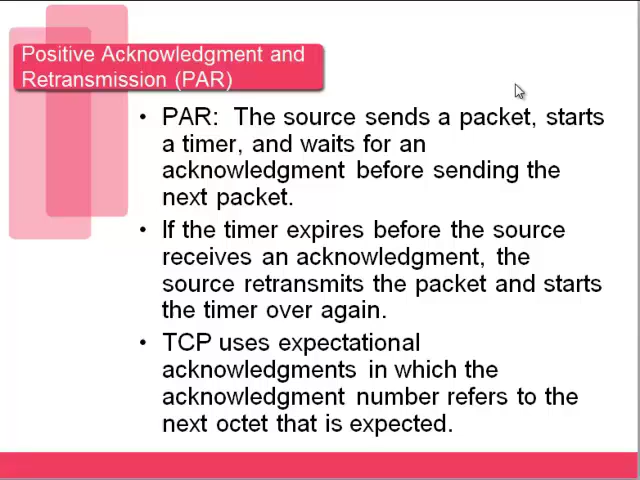 Positive Acknowledgment and
Retransmission (PAR)
• PAR: The source sends a packet, starts
a timer, and waits for an
acknowledgment before sending the
next packet.
• If the timer expires before the source
receives an acknowledgment, the
source retransmits the packet and starts
the timer over again.
• TCP uses expectational
acknowledgments in which the
acknowledgment number refers to the
next octet that is expected.